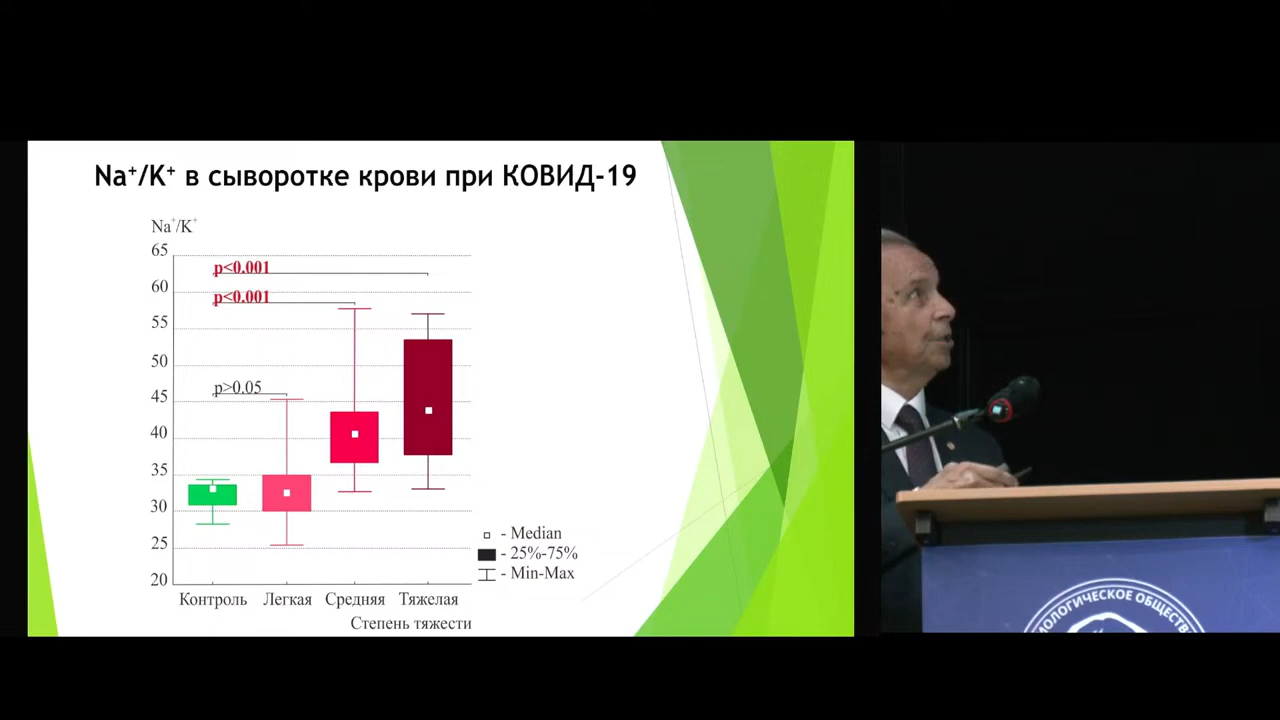 Na⁺/K⁺ в сыворотке крови при КОВИД-19
Na⁺/K⁺
65
p<0.001
60
p<0.001
55
50
45
p>0.05
40
35
30
25
20
- Median
- 25%-75%
- Min-Max
Контроль Легкая Средняя Тяжелая
Степень тяжести
ОБЩЕСТВ